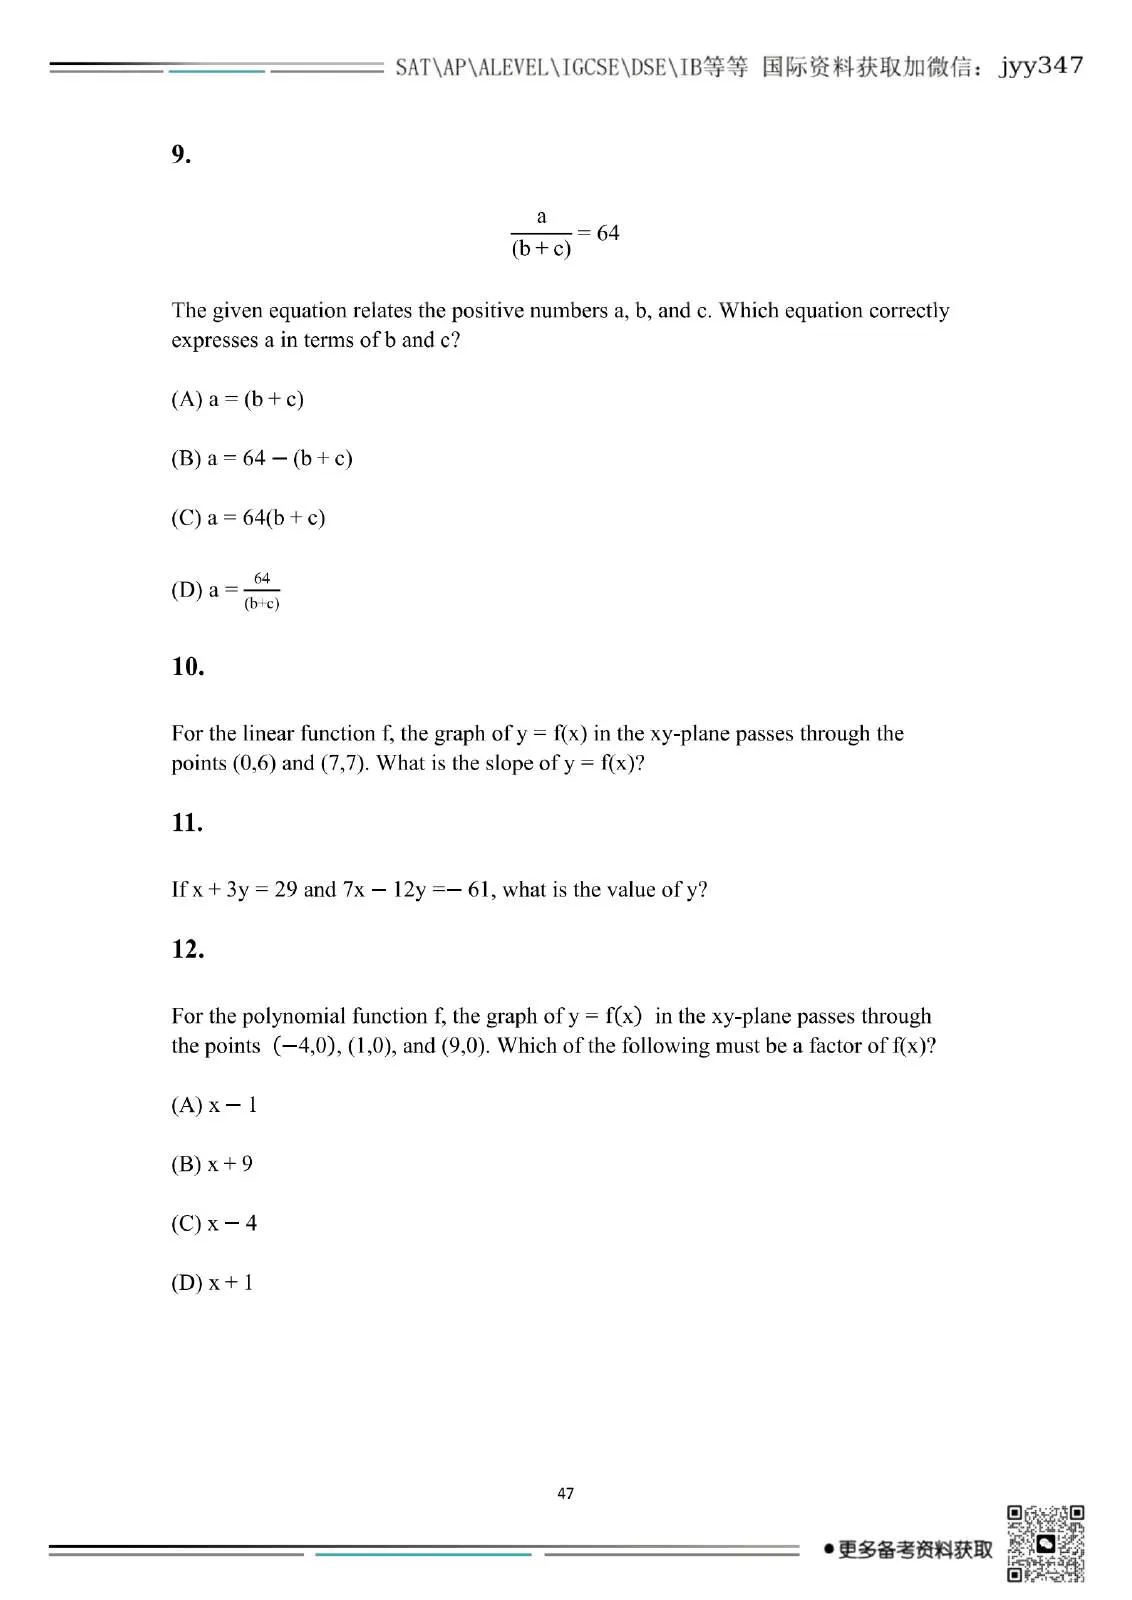 SAT\AP\ALEVEL\IGCSE\DSE\IB等等 国际资料获取加微信：jyy347
9.
a
(b + c) = 64
The given equation relates the positive numbers a, b, and c. Which equation correctly
expresses a in terms of b and c?
(A) a = (b + c)
(B) a = 64 − (b + c)
(C) a = 64(b + c)
(D) a = 64
(b+c)
10.
For the linear function f, the graph of y = f(x) in the xy-plane passes through the
points (0,6) and (7,7). What is the slope of y = f(x)?
11.
If x + 3y = 29 and 7x − 12y =− 61, what is the value of y?
12.
For the polynomial function f, the graph of y = f(x) in the xy-plane passes through
the points (−4,0), (1,0), and (9,0). Which of the following must be a factor of f(x)?
(A) x − 1
(B) x + 9
(C) x − 4
(D) x + 1
47
●更多备考资料获取